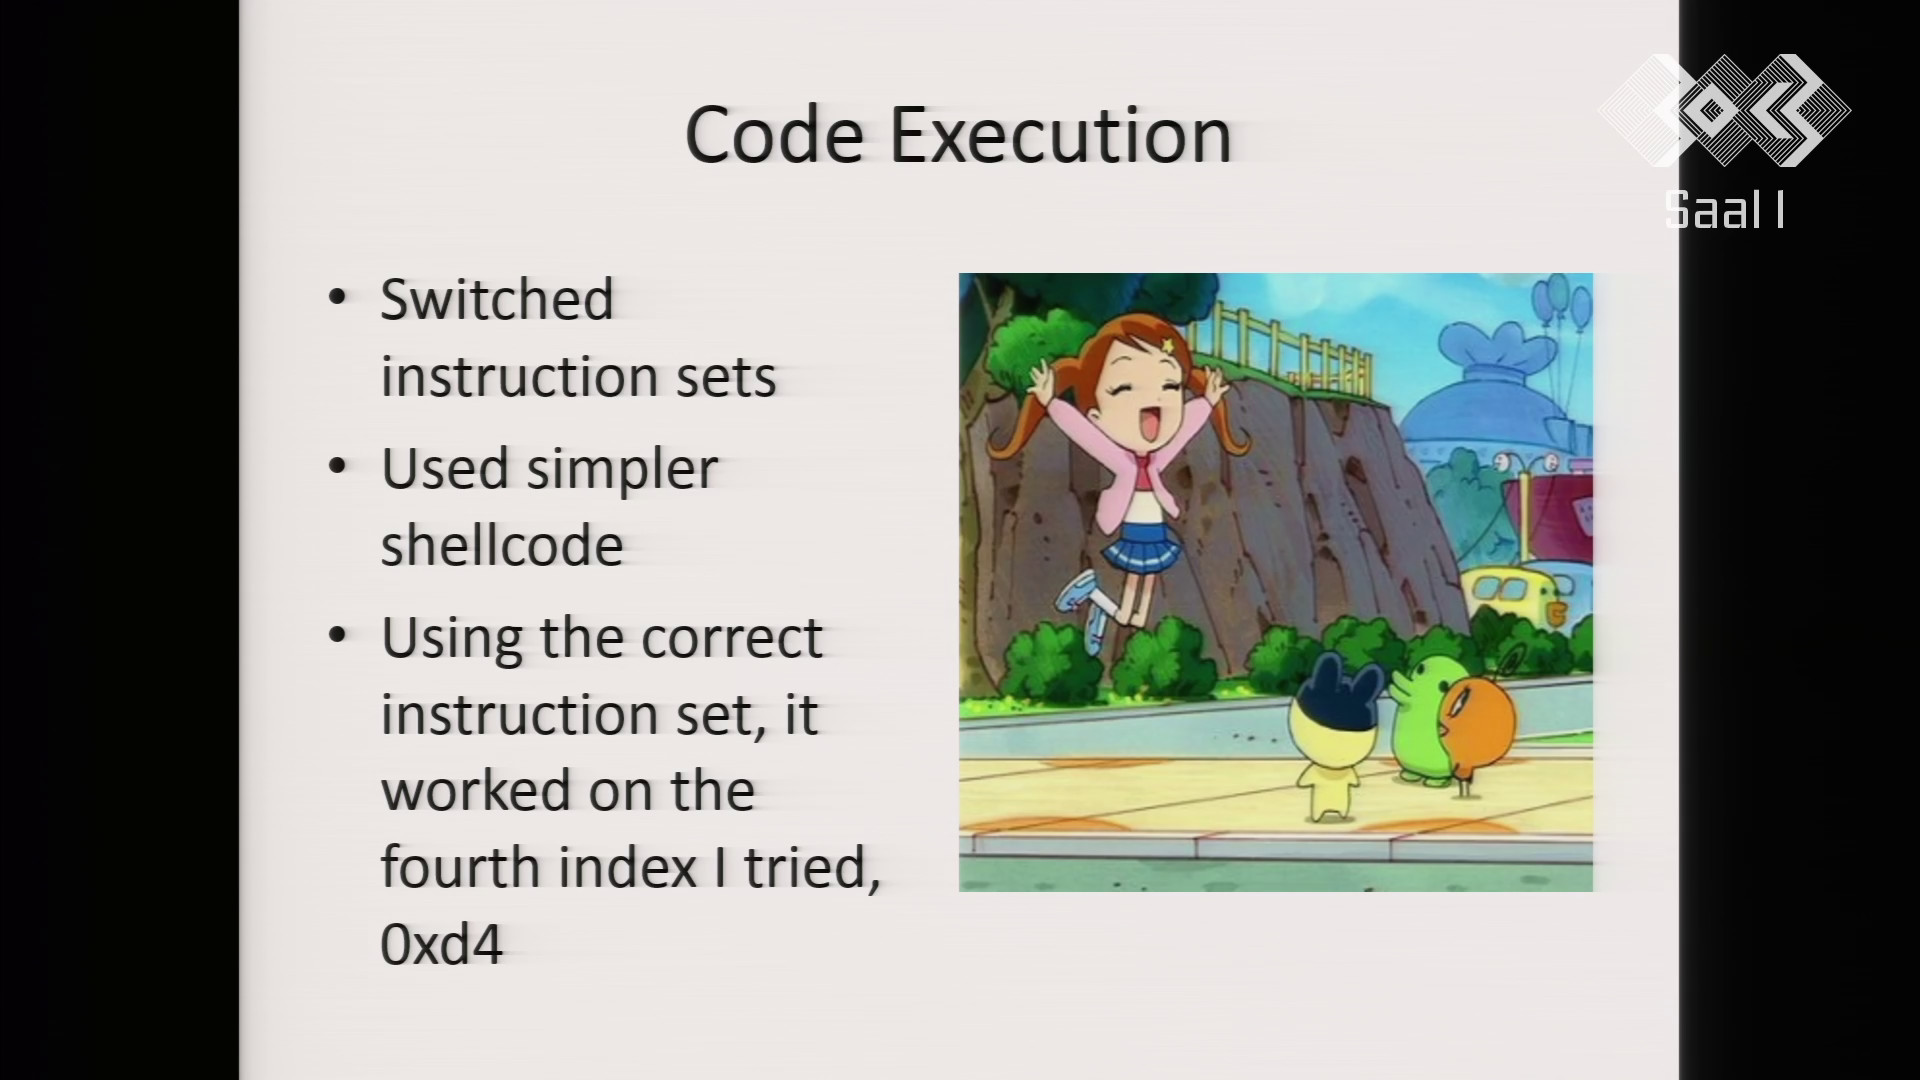 Code Execution
Saal 1
• Switched
instruction sets
• Used simpler
shellcode
• Using the correct
instruction set, it
worked on the
fourth index I tried,
0xd4